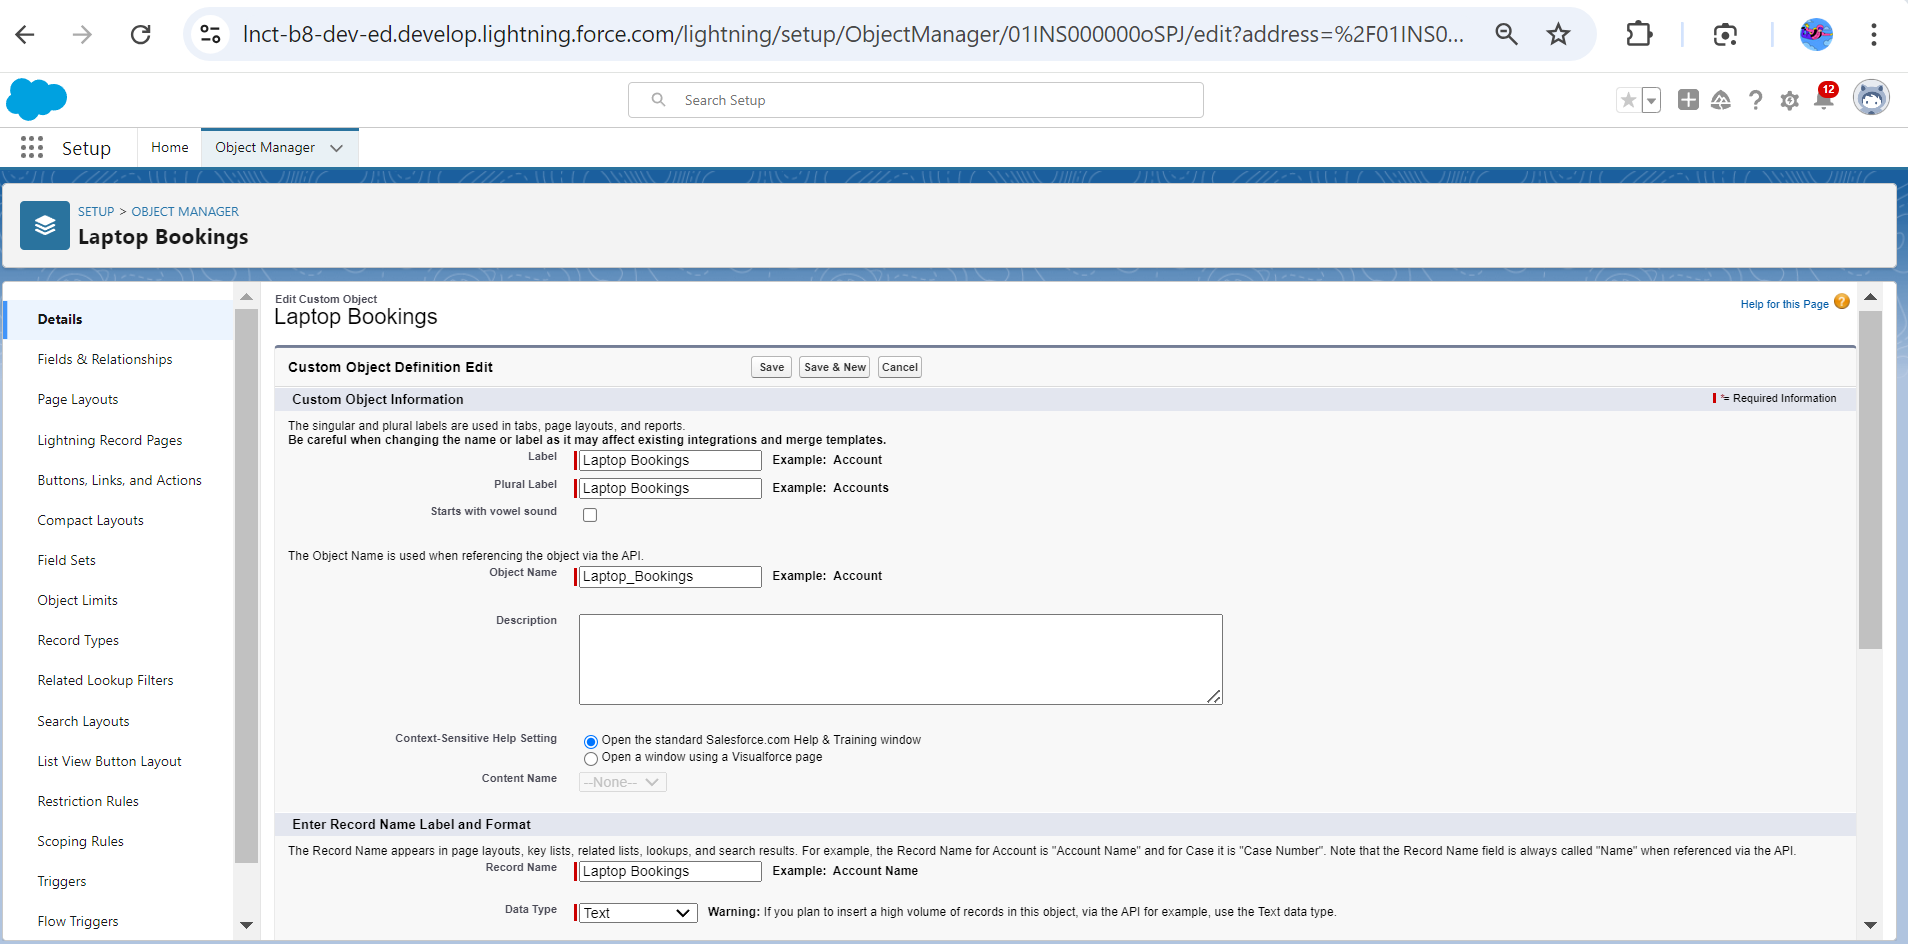 lnct-b8-dev-ed.develop.lightning.force.com/lightning/setup/ObjectManager/01INS000000oSPJ/edit?address=%2F01INS0...
Search Setup
12
Setup
Home
Object Manager
SETUP > OBJECT MANAGER
Laptop Bookings
Details
Fields & Relationships
Page Layouts
Lightning Record Pages
Buttons, Links, and Actions
Compact Layouts
Field Sets
Object Limits
Record Types
Related Lookup Filters
Search Layouts
List View Button Layout
Restriction Rules
Scoping Rules
Triggers
Flow Triggers
Edit Custom Object
Laptop Bookings
Help for this Page ?
Custom Object Definition Edit
Save
Save & New
Cancel
Custom Object Information
*= Required Information
The singular and plural labels are used in tabs, page layouts, and reports.
Be careful when changing the name or label as it may affect existing integrations and merge templates.
Label Laptop Bookings Example: Account
Plural Label Laptop Bookings Example: Accounts
Starts with vowel sound
The Object Name is used when referencing the object via the API.
Object Name Laptop_Bookings Example: Account
Description
Context-Sensitive Help Setting Open the standard Salesforce.com Help & Training window
Open a window using a Visualforce page
Content Name --None--
Enter Record Name Label and Format
The Record Name appears in page layouts, key lists, related lists, lookups, and search results. For example, the Record Name for Account is "Account Name" and for Case it is "Case Number". Note that the Record Name field is always called "Name" when referenced via the API.
Record Name Laptop Bookings Example: Account Name
Data Type Text Warning: If you plan to insert a high volume of records in this object, via the API for example, use the Text data type.